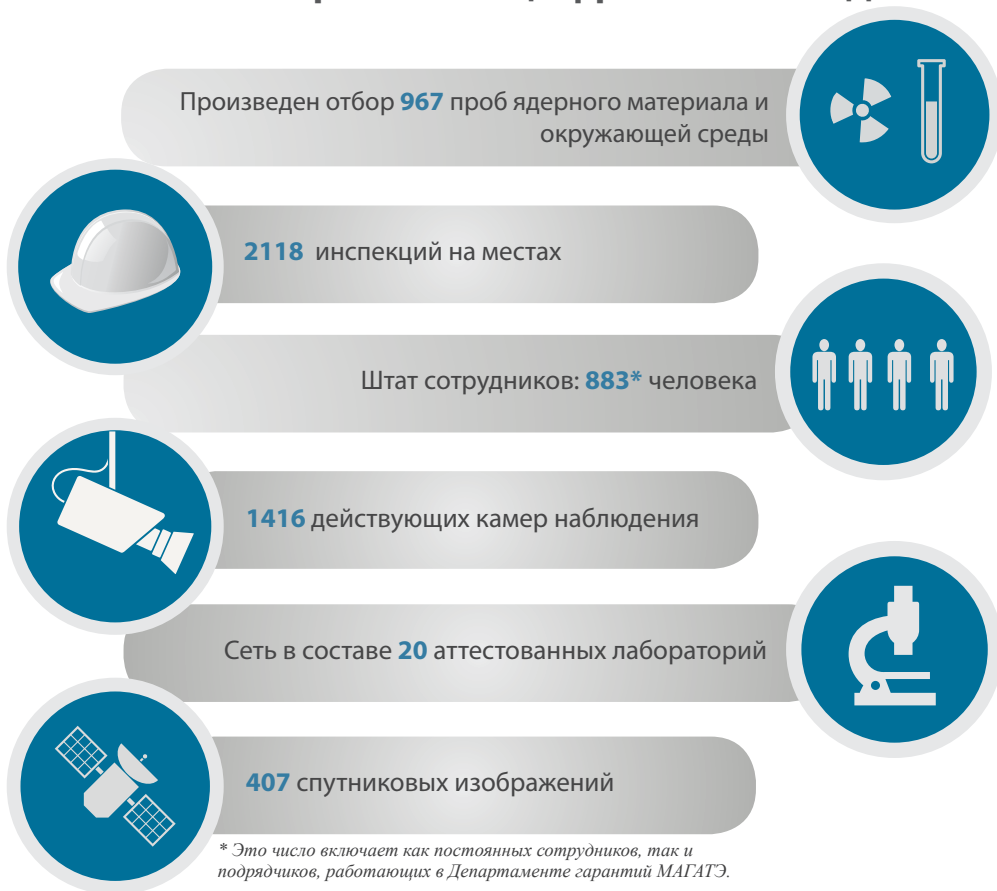 Произведен отбор 967 проб ядерного материала и
окружающей среды
2118 инспекций на местах
Штат сотрудников: 883* человека
1416 действующих камер наблюдения
Сеть в составе 20 аттестованных лабораторий
407 спутниковых изображений
* Это число включает как постоянных сотрудников, так и
подрядчиков, работающих в Департаменте гарантий МАГАТЭ.